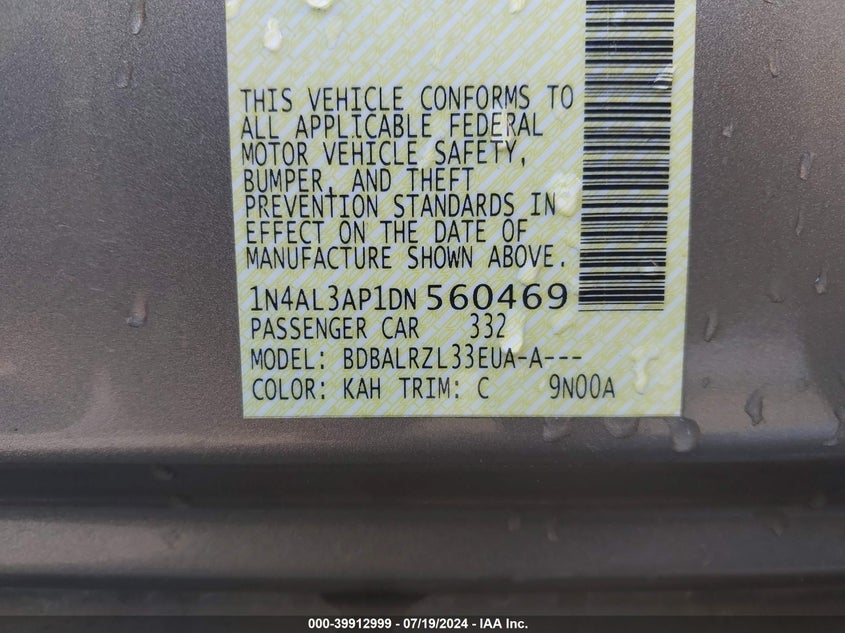 THIS VEHICLE CONFORMS TO
ALL APPLICABLE FEDERAL
MOTOR VEHICLE SAFETY,
BUMPER, AND THEFT
PREVENTION STANDARDS IN
EFFECT ON THE DATE OF
MANUFACTURE SHOWN ABOVE.
1N4AL3AP1DN 560469
PASSENGER CAR 332
MODEL: BDBALRZL33EUA-A---
COLOR: KAH TRIM: C 9N00A
000-39912999 - 07/19/2024 - IAA Inc.